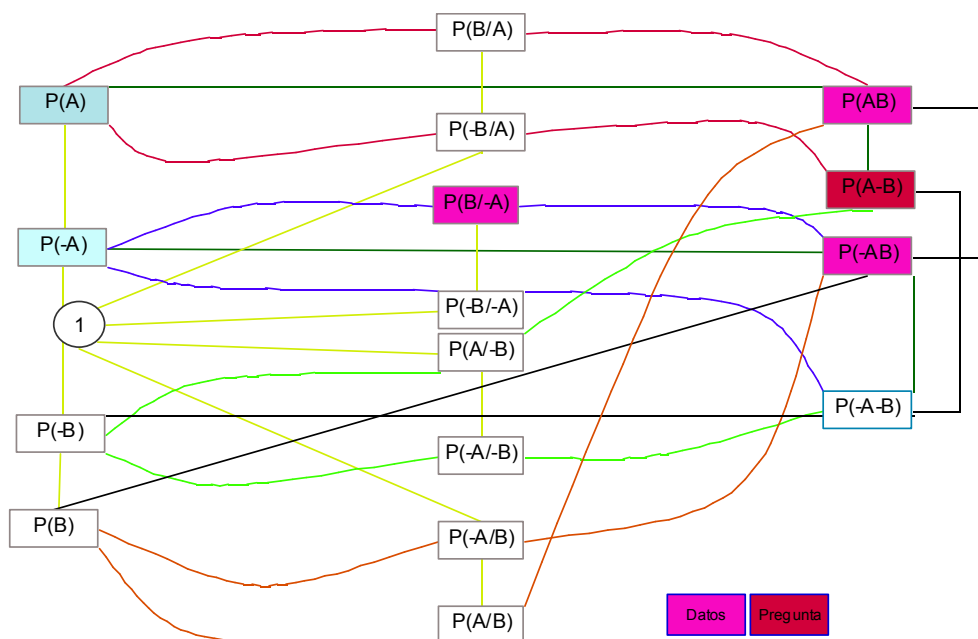 P(B/A)
P(A)
P(AB)
P(-B/A)
P(A-B)
P(B/-A)
P(-A)
P(-AB)
P(-B/-A)
1
P(A/-B)
P(-A-B)
P(-B)
P(-A/-B)
P(B)
P(-A/B)
P(A/B)
Datos
Pregunta